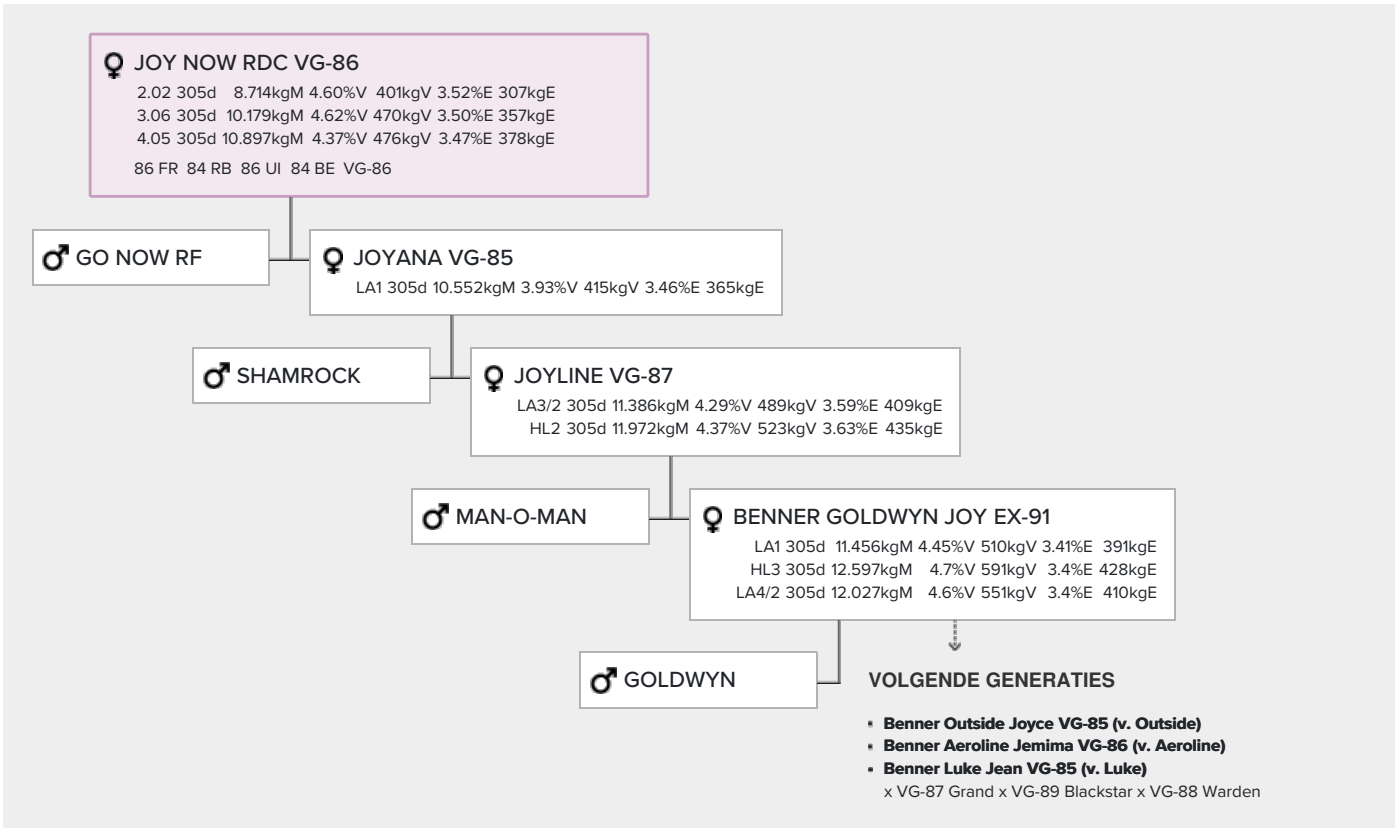 JOY NOW RDC VG-86
2.02 305d 8.714kgM 4.60%V 401kgV 3.52%E 307kgE
3.06 305d 10.179kgM 4.62%V 470kgV 3.50%E 357kgE
4.05 305d 10.897kgM 4.37%V 476kgV 3.47%E 378kgE
86 FR 84 RB 86 UI 84 BE VG-86
GO NOW RF
JOYANA VG-85
LA1 305d 10.552kgM 3.93%V 415kgV 3.46%E 365kgE
SHAMROCK
JOYLINE VG-87
LA3/2 305d 11.386kgM 4.29%V 489kgV 3.59%E 409kgE
HL2 305d 11.972kgM 4.37%V 523kgV 3.63%E 435kgE
MAN-O-MAN
BENNER GOLDWYN JOY EX-91
LA1 305d 11.456kgM 4.45%V 510kgV 3.41%E 391kgE
HL3 305d 12.597kgM 4.7%V 591kgV 3.4%E 428kgE
LA4/2 305d 12.027kgM 4.6%V 551kgV 3.4%E 410kgE
GOLDWYN
VOLGENDE GENERATIES
▪ Benner Outside Joyce VG-85 (v. Outside)
▪ Benner Aeroline Jemima VG-86 (v. Aeroline)
▪ Benner Luke Jean VG-85 (v. Luke)
x VG-87 Grand x VG-89 Blackstar x VG-88 Warden